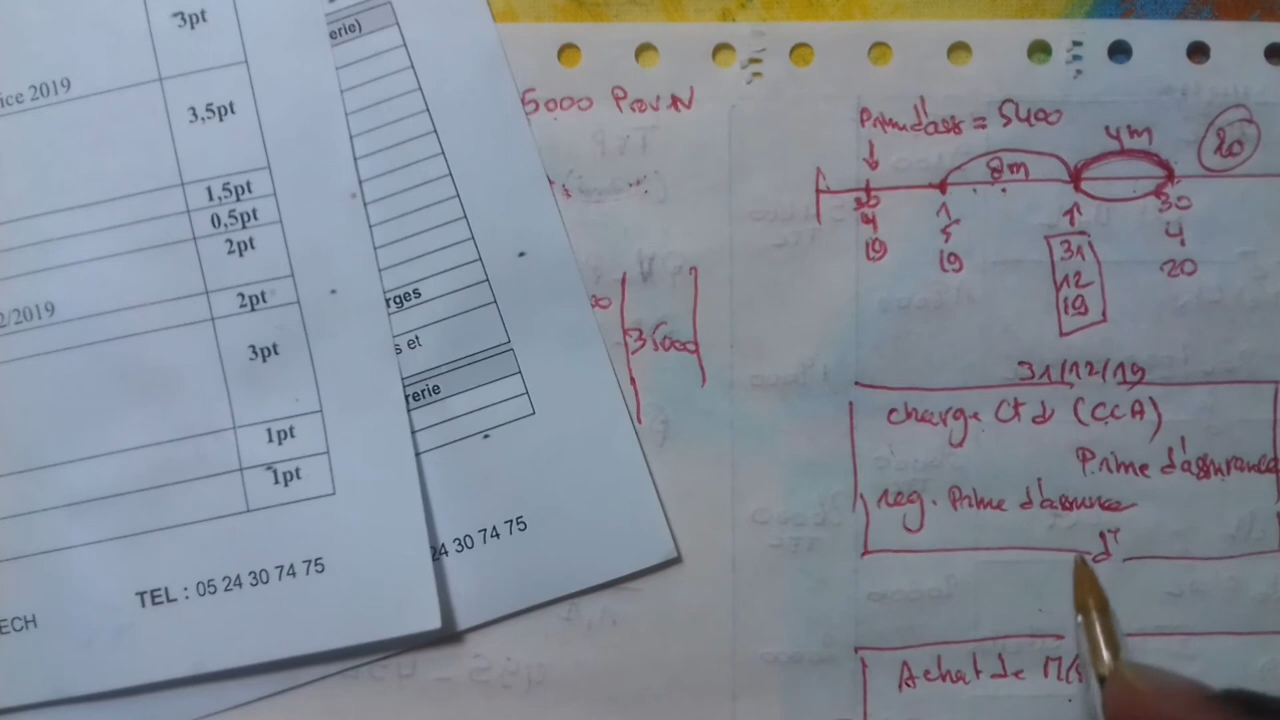 3pt
ice 2019
3,5pt
1,5pt
0,5pt
2pt
2/2019
2pt
3pt
1pt
1pt
TEL : 05 24 30 74 75
ECH
erie)
rges
s et
rerie
24 30 74 75
5000
35000
Prime d'ass = 5400
8m
4m
20
30
4
19
1
5
19
31
12
19
30
4
20
31/12/19
charge Ct d (CCA)
Prime d'assurance
reg. Prime d'assurance
d°
Achat de M/s